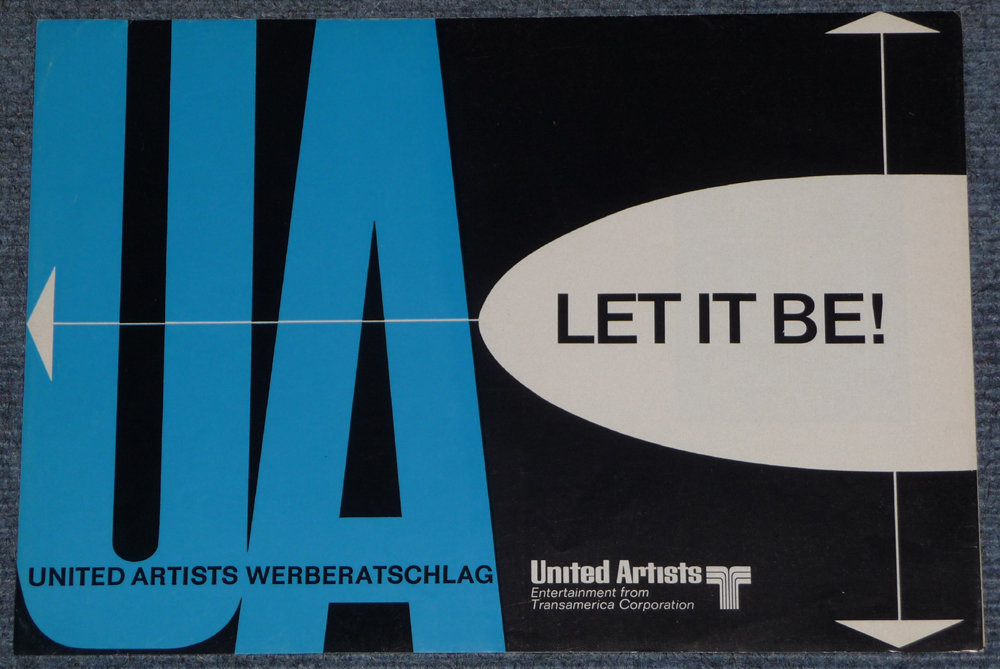 UA
LET IT BE!
UNITED ARTISTS WERBERATSCHLAG
United Artists
Entertainment from
Transamerica Corporation